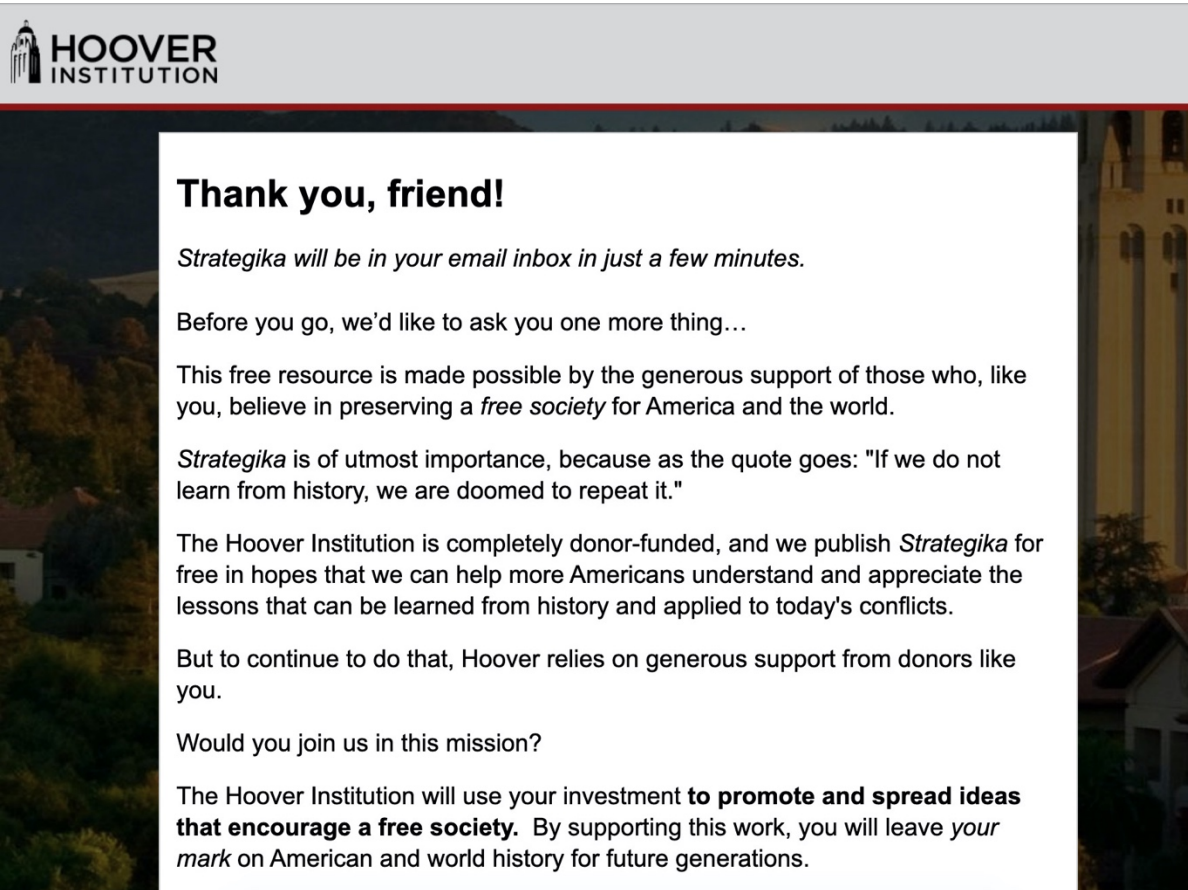 HOOVER
INSTITUTION
Thank you, friend!
Strategika will be in your email inbox in just a few minutes.
Before you go, we’d like to ask you one more thing…
This free resource is made possible by the generous support of those who, like
you, believe in preserving a free society for America and the world.
Strategika is of utmost importance, because as the quote goes: "If we do not
learn from history, we are doomed to repeat it."
The Hoover Institution is completely donor-funded, and we publish Strategika for
free in hopes that we can help more Americans understand and appreciate the
lessons that can be learned from history and applied to today's conflicts.
But to continue to do that, Hoover relies on generous support from donors like
you.
Would you join us in this mission?
The Hoover Institution will use your investment to promote and spread ideas
that encourage a free society.  By supporting this work, you will leave your
mark on American and world history for future generations.